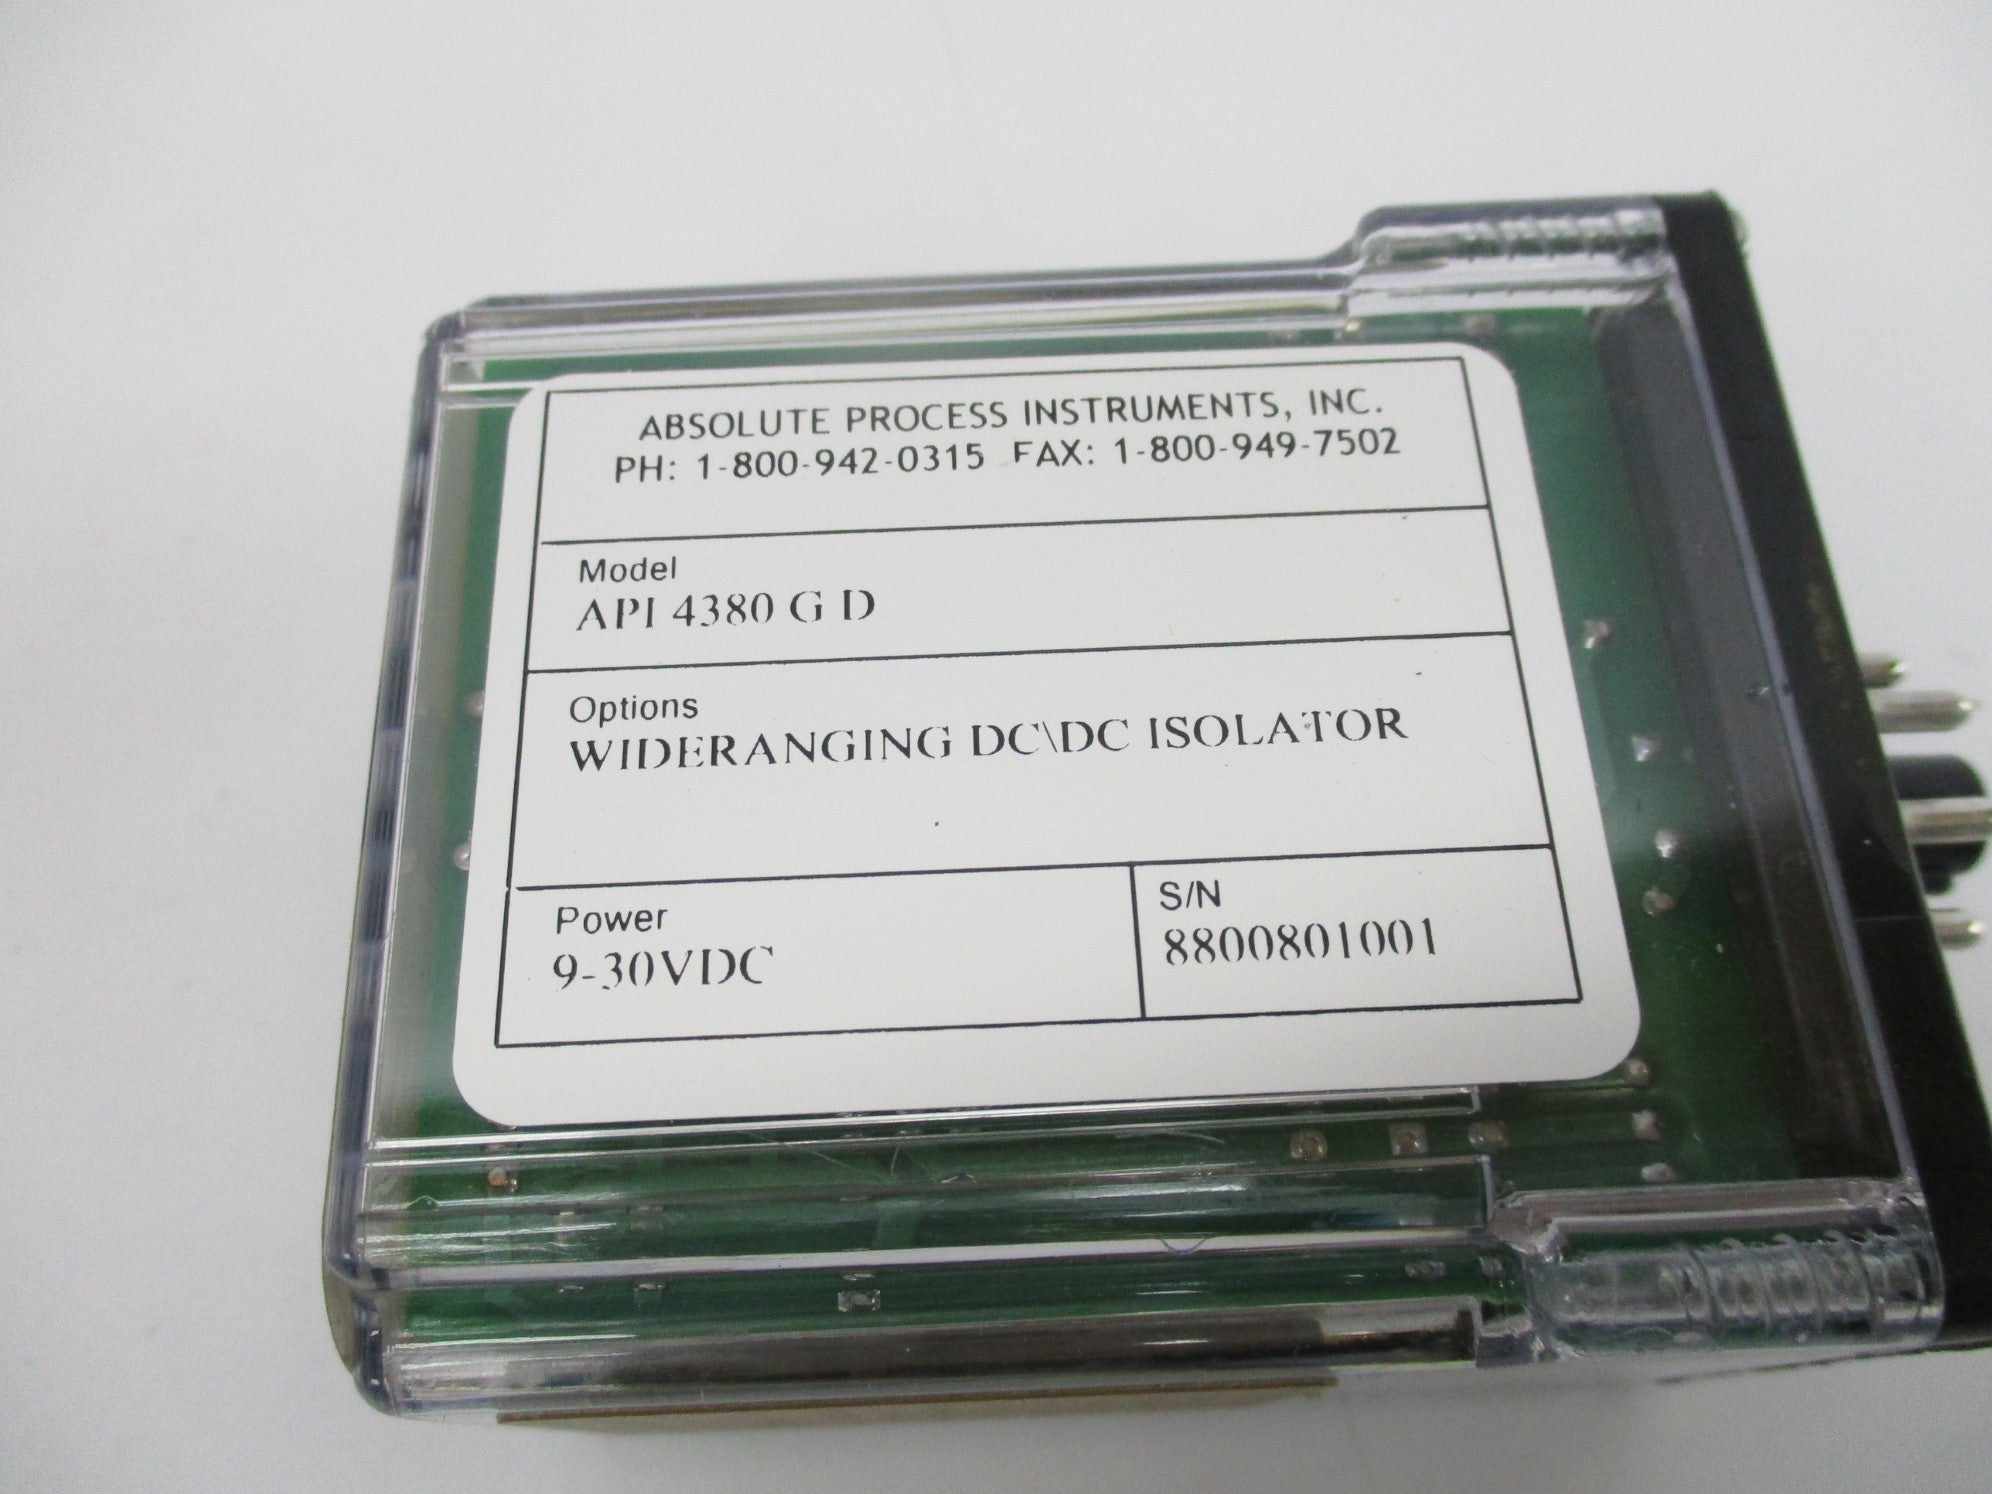 ABSOLUTE PROCESS INSTRUMENTS, INC.
PH: 1-800-942-0315 FAX: 1-800-949-7502
Model
API 4380 G D
Options
WIDERANGING DC\DC ISOLATOR
Power
9-30VDC
S/N
8800801001